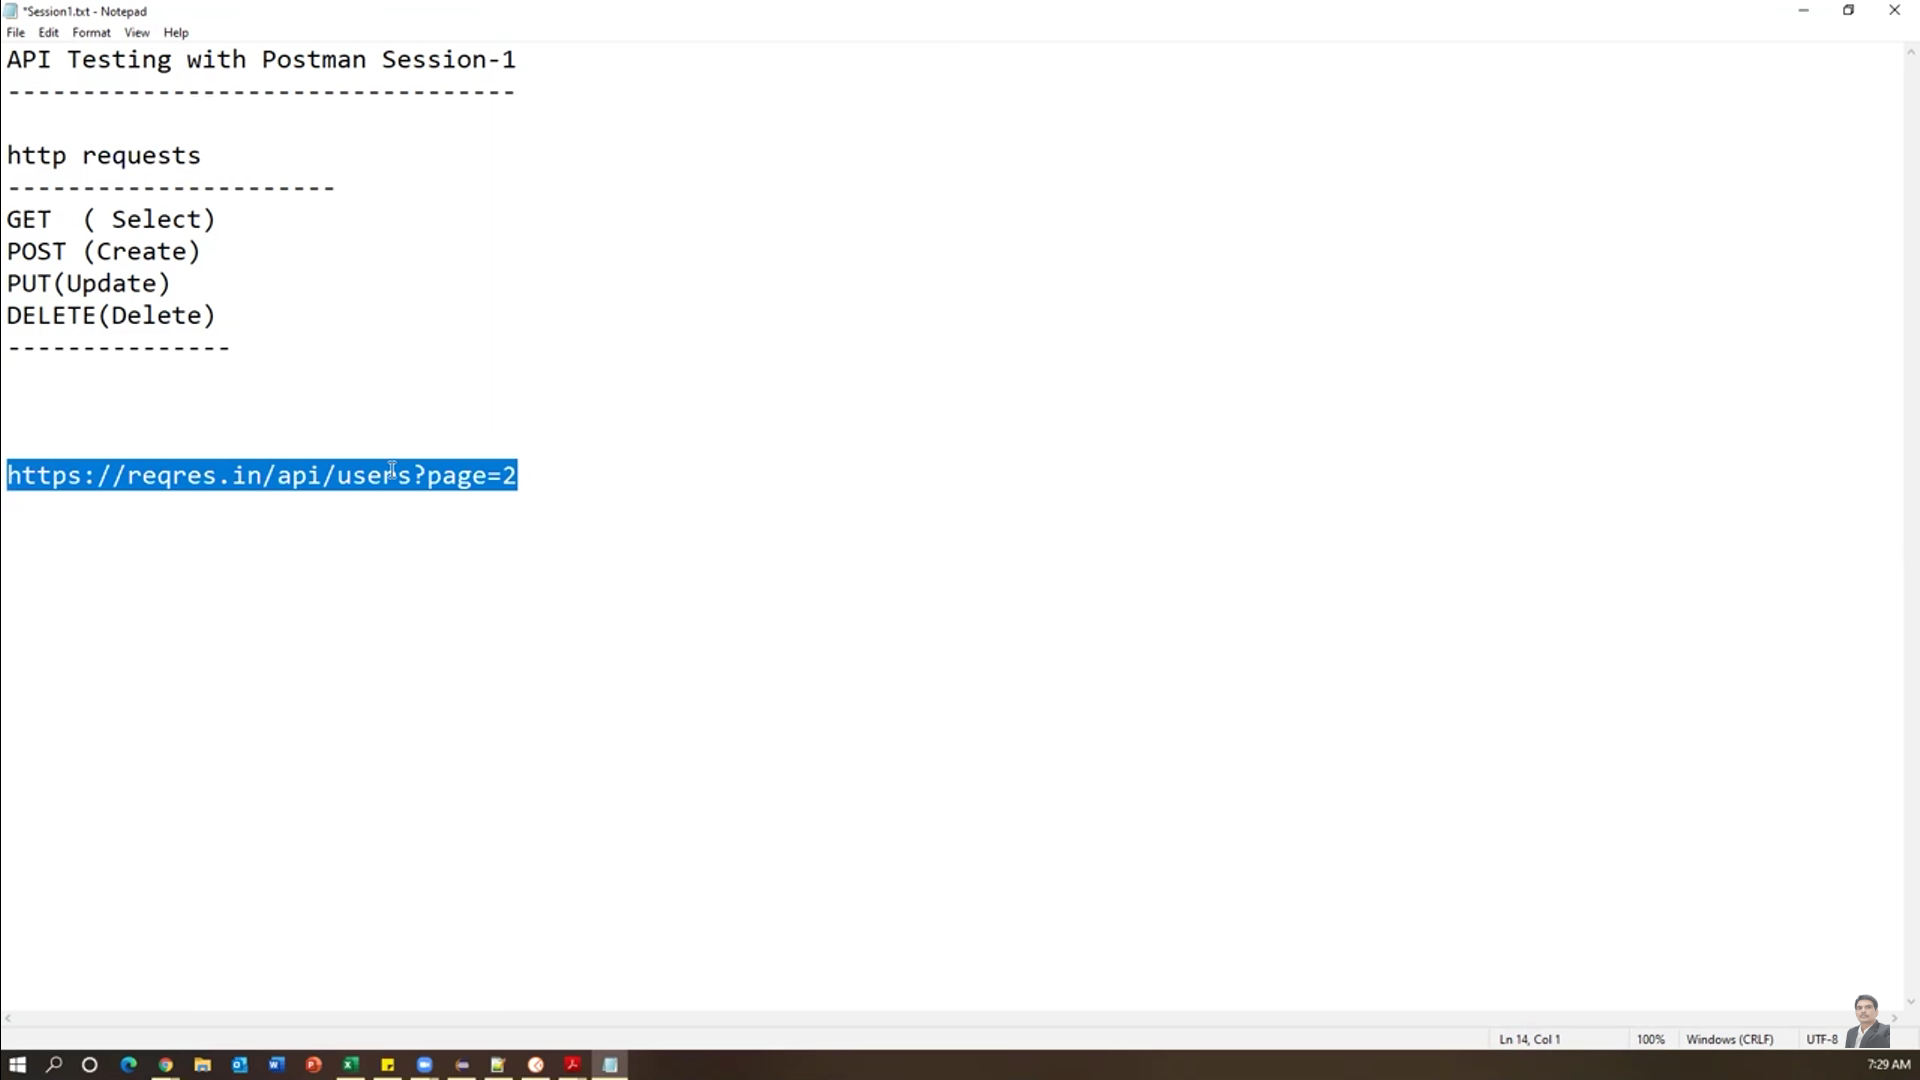 *Session1.txt - Notepad
File Edit Format View Help
API Testing with Postman Session-1
----------------------------------
http requests
----------------------
GET  ( Select)
POST (Create)
PUT(Update)
DELETE(Delete)
---------------
https://reqres.in/api/users?page=2
Ln 14, Col 1 100% Windows (CRLF) UTF-8
7:29 AM